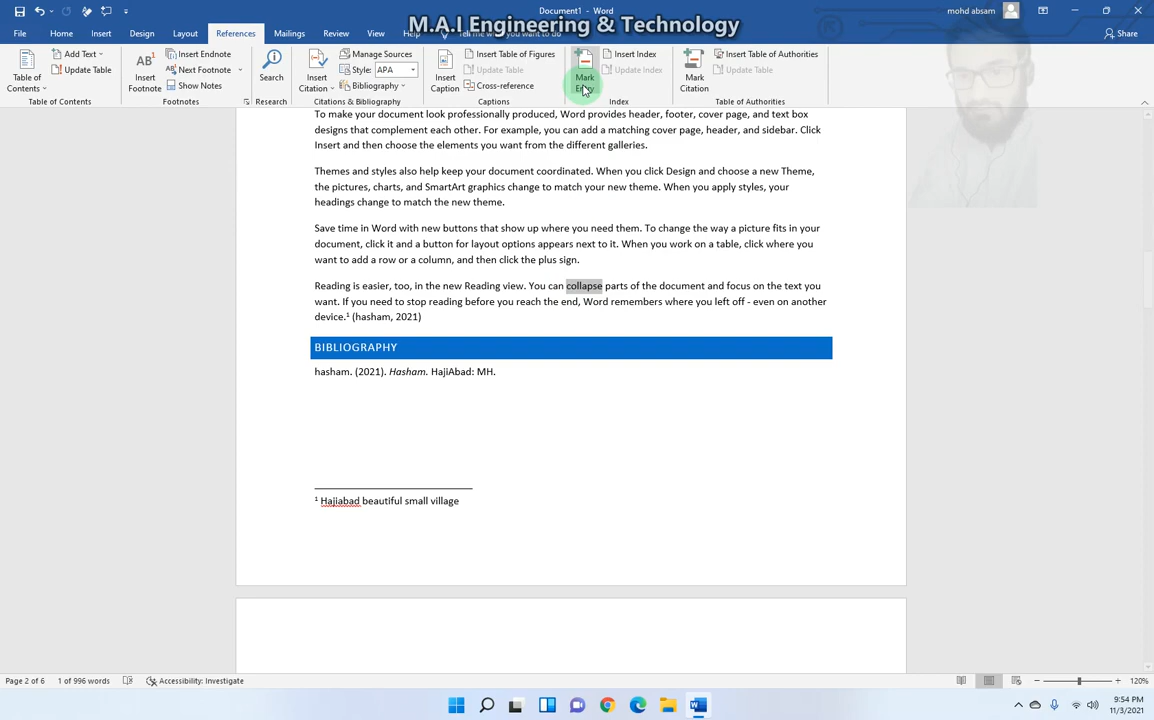 Document1 - Word
mohd absam
M.A.I Engineering & Technology
File Home Insert Design Layout References Mailings Review View Help you want to do
Share
Table of Contents
Add Text
Update Table
Table of Contents
AB1
Insert Footnote
Insert Endnote
Next Footnote
Show Notes
Footnotes
Search
Research
Insert Citation
Manage Sources
Style: APA
Bibliography
Citations & Bibliography
Insert Caption
Insert Table of Figures
Update Table
Cross-reference
Captions
Mark Entry
Insert Index
Update Index
Index
Mark Citation
Insert Table of Authorities
Update Table
Table of Authorities
To make your document look professionally produced, Word provides header, footer, cover page, and text box
designs that complement each other. For example, you can add a matching cover page, header, and sidebar. Click
Insert and then choose the elements you want from the different galleries.
Themes and styles also help keep your document coordinated. When you click Design and choose a new Theme,
the pictures, charts, and SmartArt graphics change to match your new theme. When you apply styles, your
headings change to match the new theme.
Save time in Word with new buttons that show up where you need them. To change the way a picture fits in your
document, click it and a button for layout options appears next to it. When you work on a table, click where you
want to add a row or a column, and then click the plus sign.
Reading is easier, too, in the new Reading view. You can collapse parts of the document and focus on the text you
want. If you need to stop reading before you reach the end, Word remembers where you left off - even on another
device.1 (hasham, 2021)
BIBLIOGRAPHY
hasham. (2021). Hasham. HajiAbad: MH.
1 Hajiabad beautiful small village
Page 2 of 6 1 of 996 words Accessibility: Investigate
120%
9:54 PM
11/3/2021